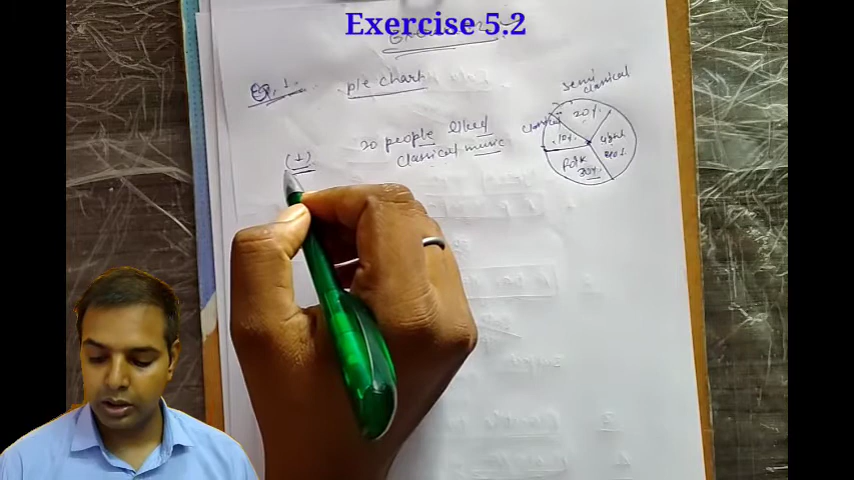 Exercise 5.2
Q. 1.
pie chart
(1)
20 people liked
classical music
semi
classical
20%
classical
10%
Light
40%
Folk
30%